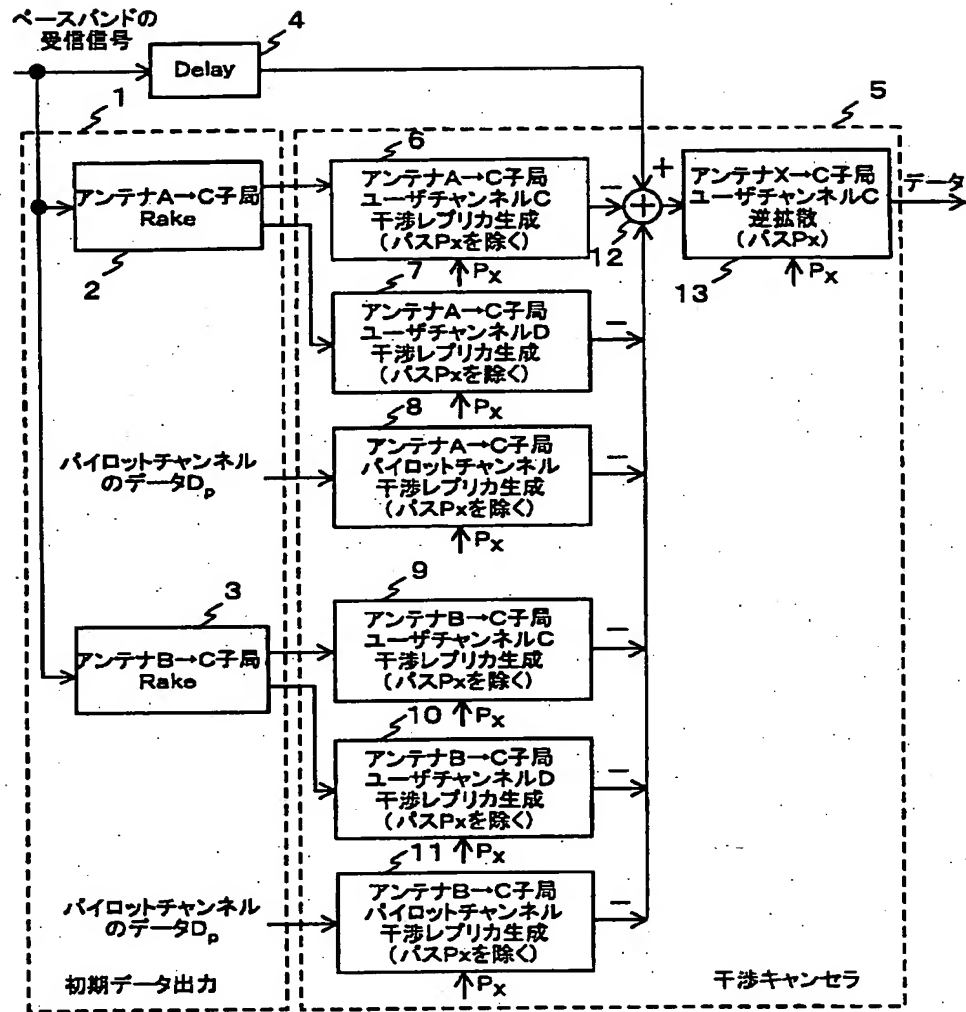 ベースバンドの
受信信号
4
Delay
1
5
アンテナA→C子局
Rake
2
6
アンテナA→C子局
ユーザチャンネルC
干渉レプリカ生成
(パスPxを除く)
Px
−
+
12
アンテナX→C子局
ユーザチャンネルC
逆拡散
(パスPx)
13
Px
データ
7
アンテナA→C子局
ユーザチャンネルD
干渉レプリカ生成
(パスPxを除く)
Px
−
8
パイロットチャンネル
のデータDp
アンテナA→C子局
パイロットチャンネル
干渉レプリカ生成
(パスPxを除く)
Px
−
3
アンテナB→C子局
Rake
9
アンテナB→C子局
ユーザチャンネルC
干渉レプリカ生成
(パスPxを除く)
Px
−
10
アンテナB→C子局
ユーザチャンネルD
干渉レプリカ生成
(パスPxを除く)
Px
−
11
パイロットチャンネル
のデータDp
アンテナB→C子局
パイロットチャンネル
干渉レプリカ生成
(パスPxを除く)
Px
−
初期データ出力
干渉キャンセラ